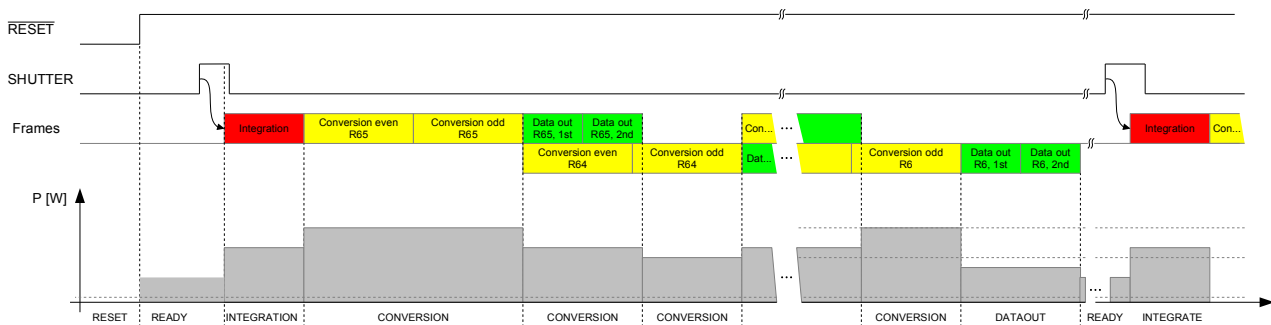 RESET
SHUTTER
Frames
Integration
Conversion even
R65
Conversion odd
R65
Data out
R65, 1st
Data out
R65, 2nd
Con...
...
Integration
Con...
Conversion even
R64
Conversion odd
R64
Dat...
...
Conversion odd
R6
Data out
R6, 1st
Data out
R6, 2nd
P [W]
...
...
RESET
READY
INTEGRATION
CONVERSION
CONVERSION
CONVERSION
CONVERSION
DATAOUT
READY
INTEGRATE